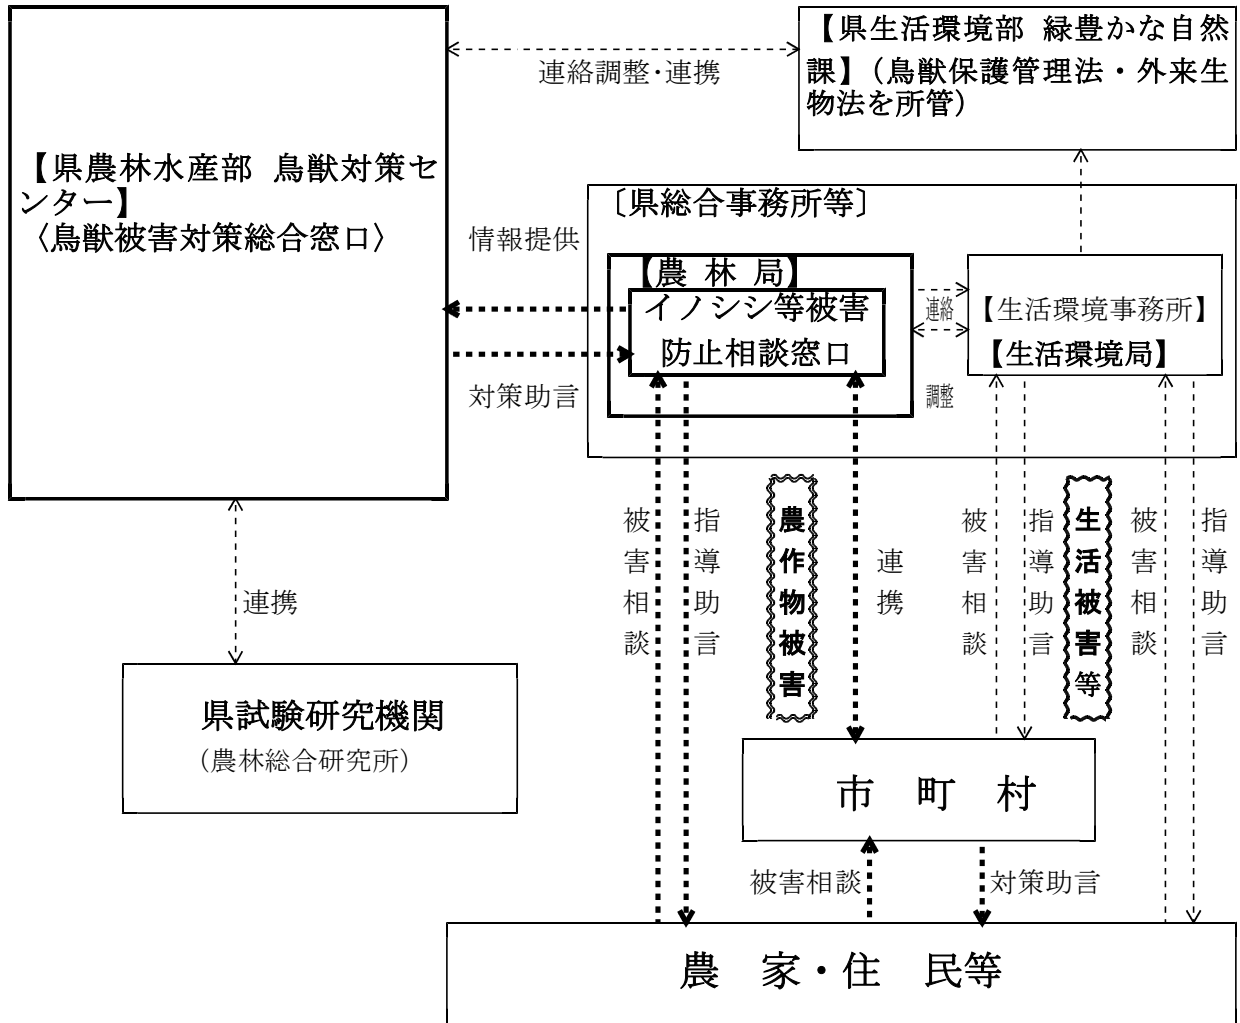 【県生活環境部 緑豊かな自然
課】（鳥獣保護管理法・外来生
物法を所管）
連絡調整・連携
【県農林水産部 鳥獣対策セ
ンター】
〈鳥獣被害対策総合窓口〉
〔県総合事務所等〕
情報提供
【農 林 局】
イノシシ等被害
防止相談窓口
対策助言
連絡
調整
【生活環境事務所】
【生活環境局】
被害相談
指導助言
農作物被害
連携
被害相談
指導助言
生活被害等
被害相談
指導助言
連携
県試験研究機関
（農林総合研究所）
市 町 村
被害相談
対策助言
農 家・住 民等